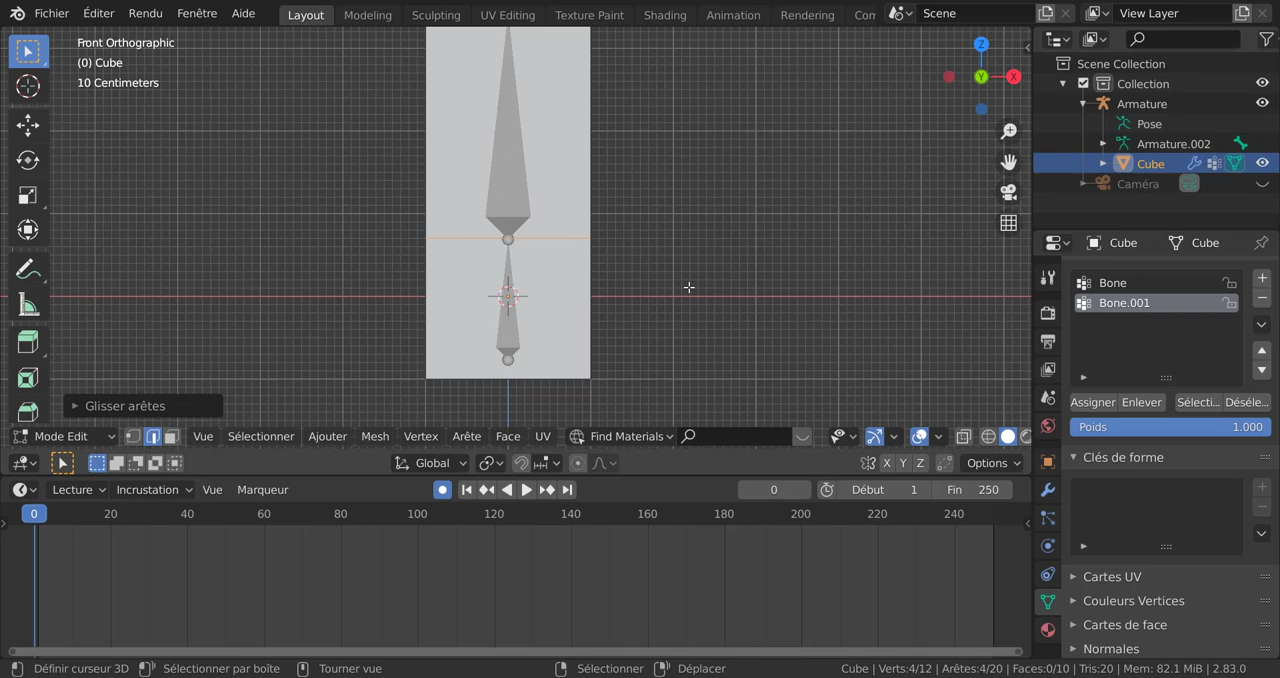 Fichier Éditer Rendu Fenêtre Aide Layout Modeling Sculpting UV Editing Texture Paint Shading Animation Rendering Com Scene View Layer
Front Orthographic
(0) Cube
10 Centimeters
Z
Y
X
Scene Collection
Collection
Armature
Pose
Armature.002
Cube
Caméra
Cube Cube
Bone
Bone.001
Assigner Enlever Sélecti... Désélé...
Poids 1.000
Clés de forme
Cartes UV
Couleurs Vertices
Cartes de face
Normales
Glisser arêtes
Mode Edit Vue Sélectionner Ajouter Mesh Vertex Arête Face UV Find Materials
Global X Y Z Options
Lecture Incrustation Vue Marqueur 0 Début 1 Fin 250
0 20 40 60 80 100 120 140 160 180 200 220 240
Définir curseur 3D Sélectionner par boîte Tourner vue Sélectionner Déplacer Cube | Verts:4/12 | Arêtes:4/20 | Faces:0/10 | Tris:20 | Mem: 82.1 MiB | 2.83.0